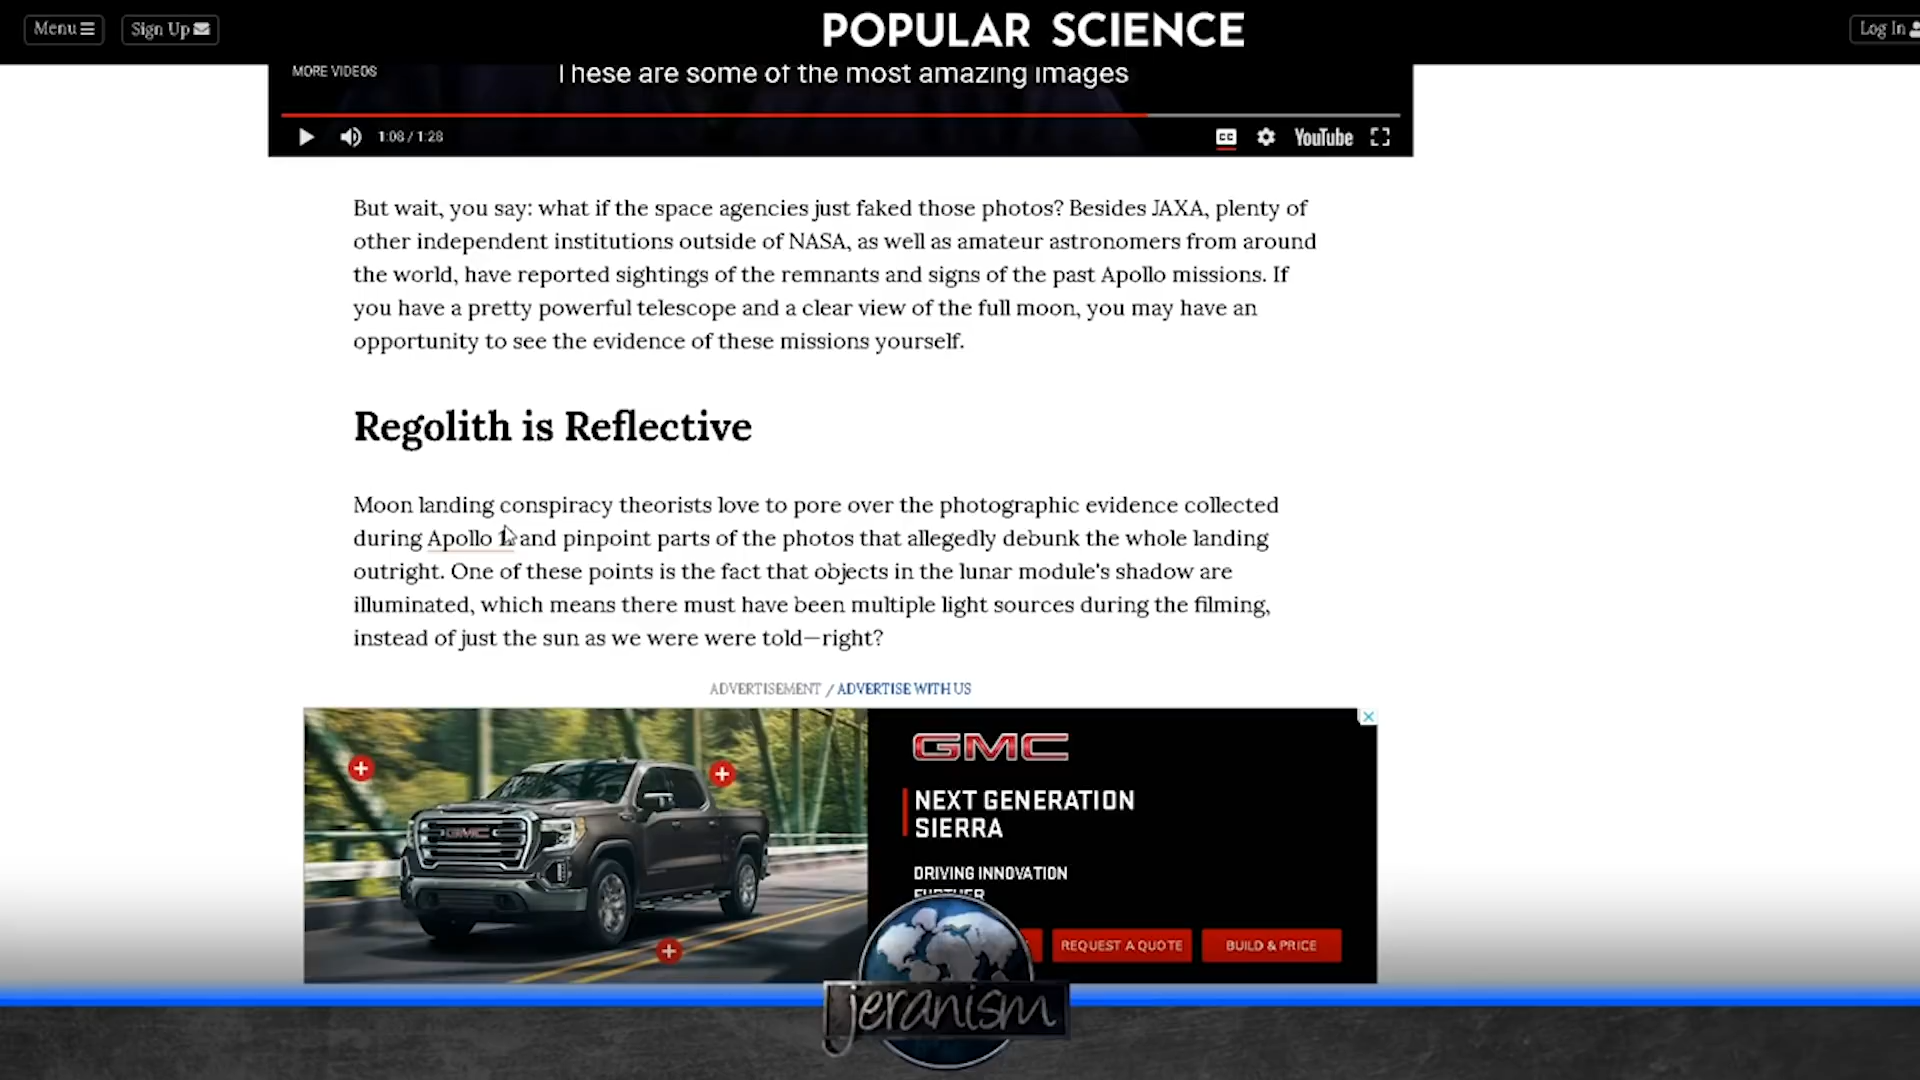 Menu
Sign Up
POPULAR SCIENCE
Log In
MORE VIDEOS
These are some of the most amazing images
1:08 / 1:28
CC
YouTube
But wait, you say: what if the space agencies just faked those photos? Besides JAXA, plenty of
other independent institutions outside of NASA, as well as amateur astronomers from around
the world, have reported sightings of the remnants and signs of the past Apollo missions. If
you have a pretty powerful telescope and a clear view of the full moon, you may have an
opportunity to see the evidence of these missions yourself.
Regolith is Reflective
Moon landing conspiracy theorists love to pore over the photographic evidence collected
during Apollo and pinpoint parts of the photos that allegedly debunk the whole landing
outright. One of these points is the fact that objects in the lunar module's shadow are
illuminated, which means there must have been multiple light sources during the filming,
instead of just the sun as we were were told—right?
ADVERTISEMENT / ADVERTISE WITH US
GMC
NEXT GENERATION
SIERRA
DRIVING INNOVATION
FURTHER
REQUEST A QUOTE
BUILD & PRICE
jeranism